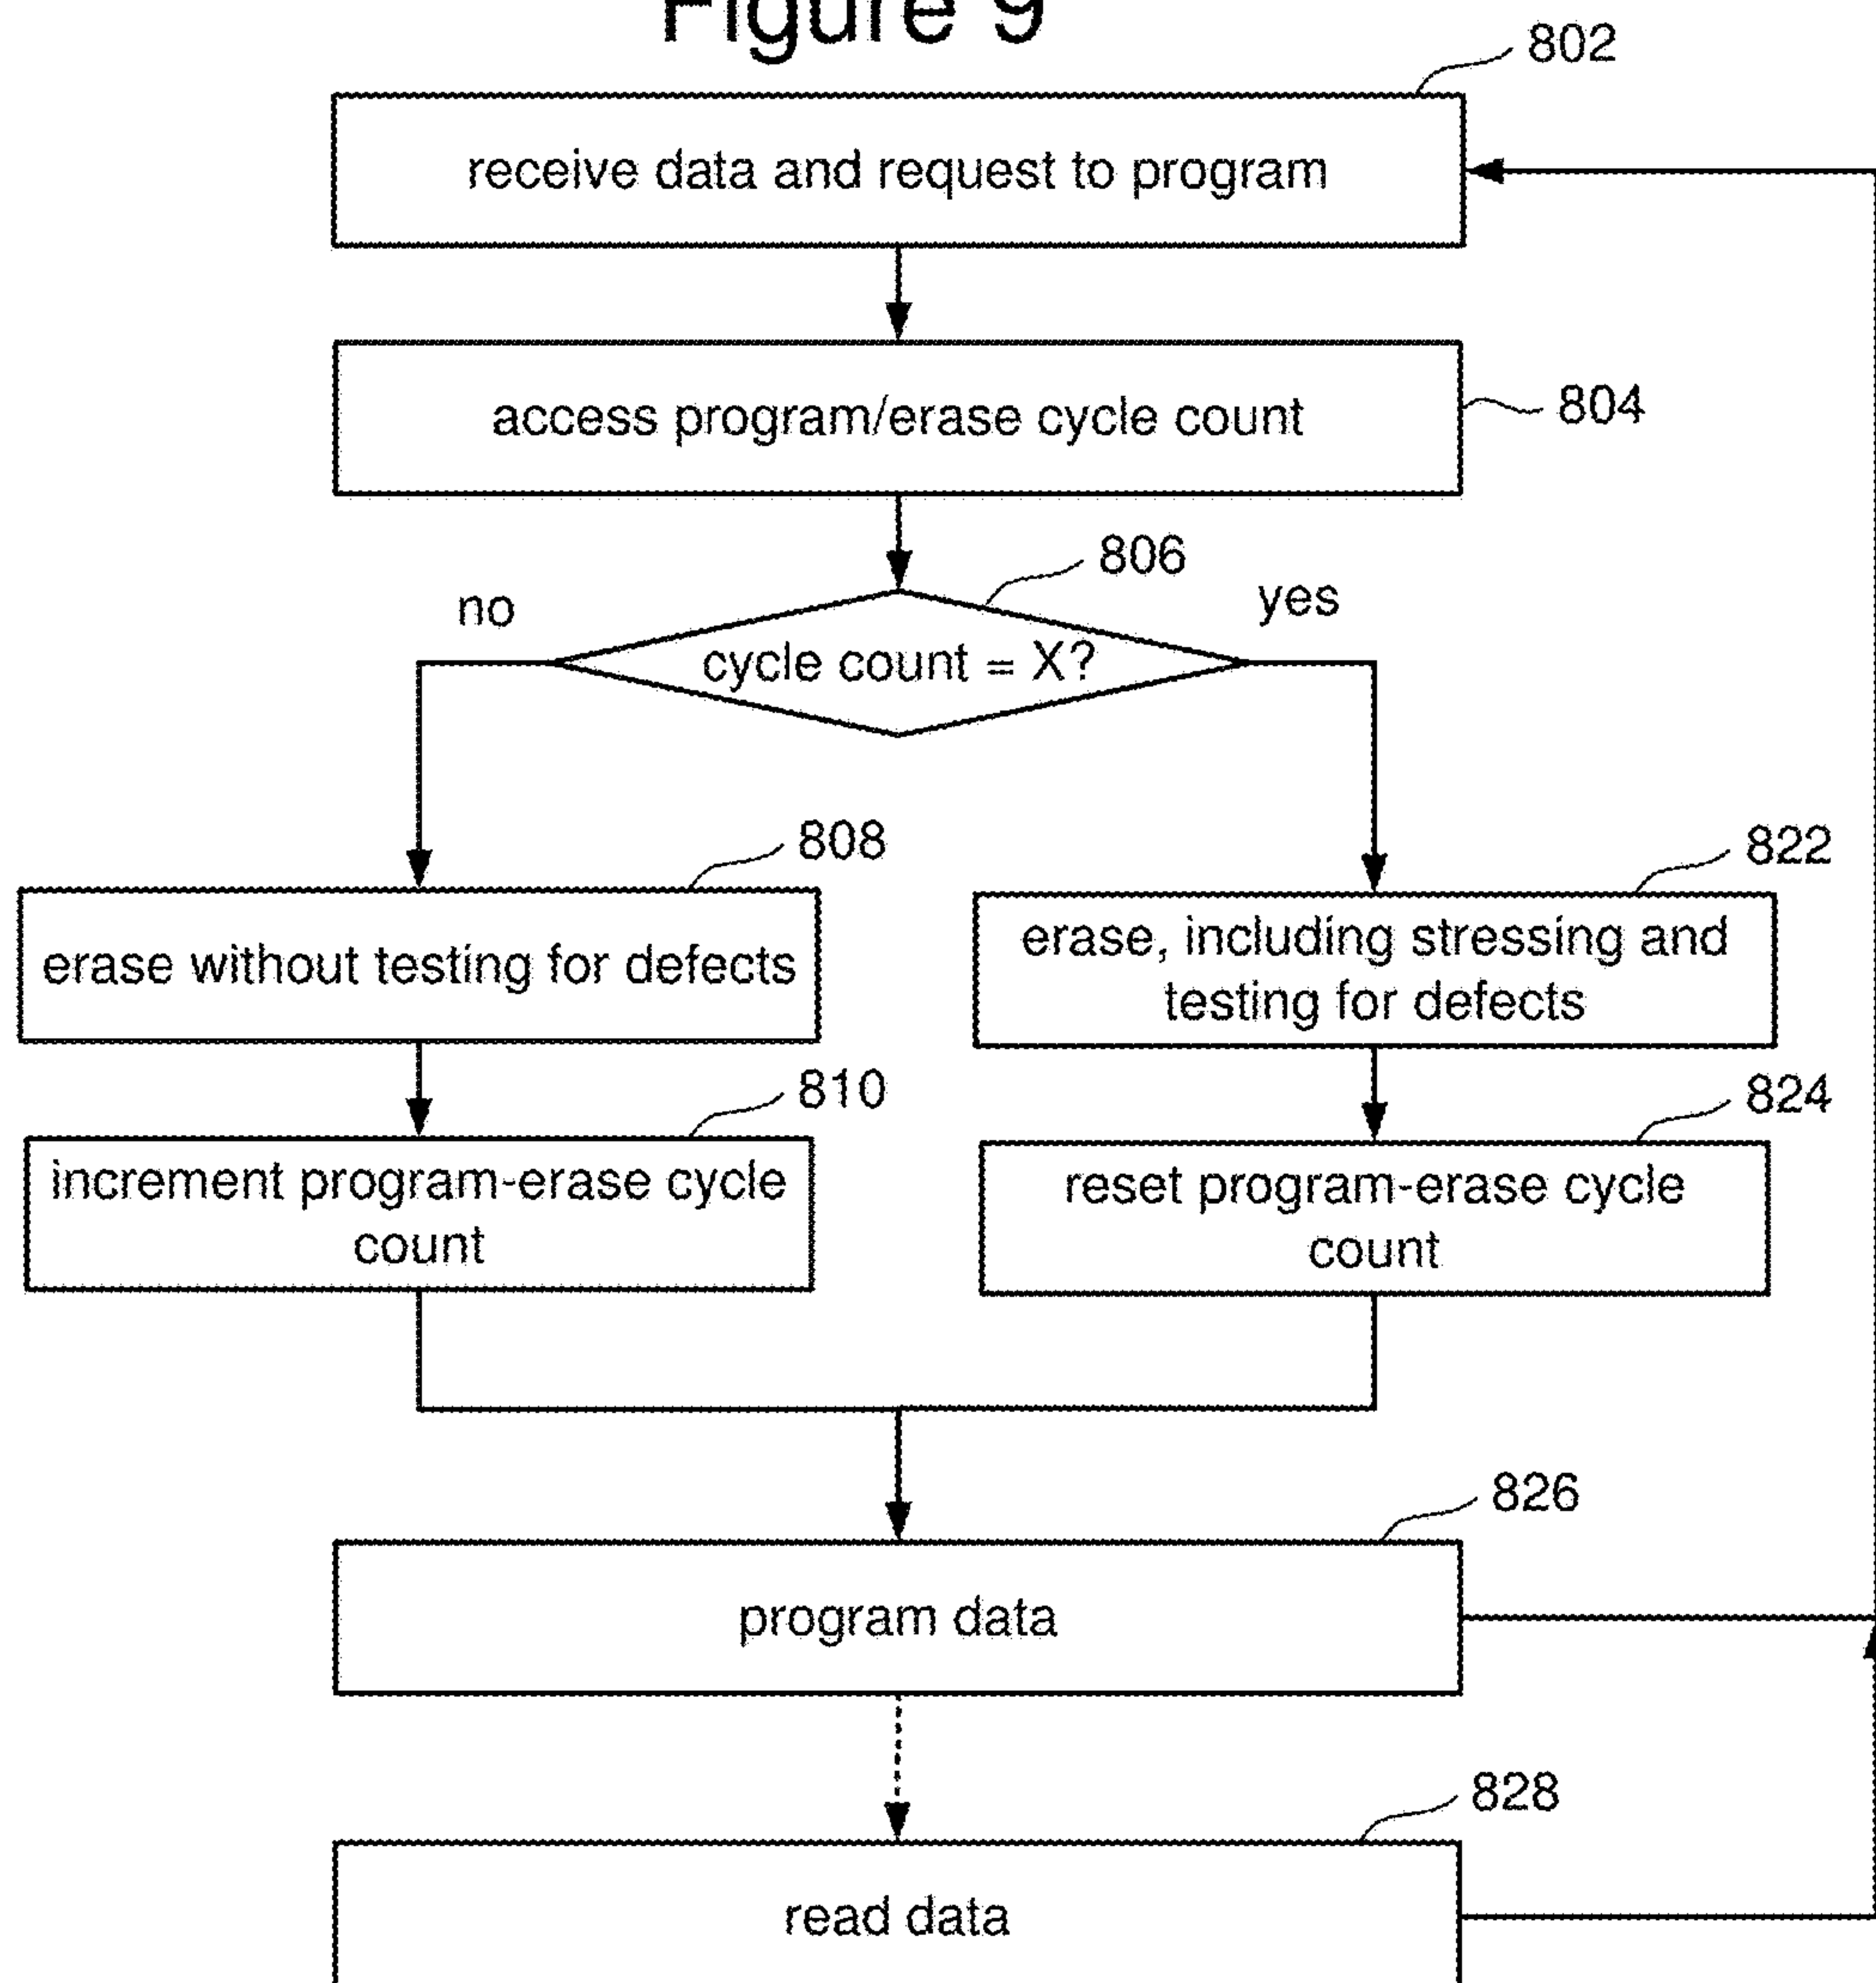 Figure 9
802
receive data and request to program
access program/erase cycle count
804
806
no
yes
cycle count = X?
808
822
erase without testing for defects
erase, including stressing and
testing for defects
810
824
increment program-erase cycle
count
reset program-erase cycle
count
826
program data
828
read data